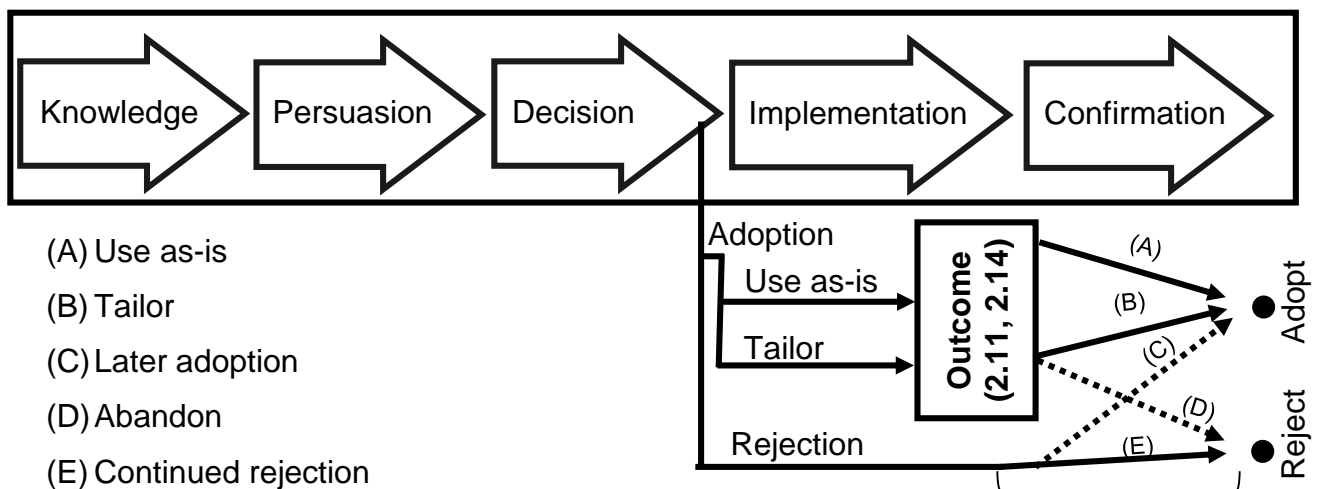 Knowledge
Persuasion
Decision
Implementation
Confirmation
(A) Use as-is
(B) Tailor
(C) Later adoption
(D) Abandon
(E) Continued rejection
Adoption
Use as-is
Tailor
Rejection
Outcome
(2.11, 2.14)
(A)
(B)
(C)
(D)
(E)
Adopt
Reject